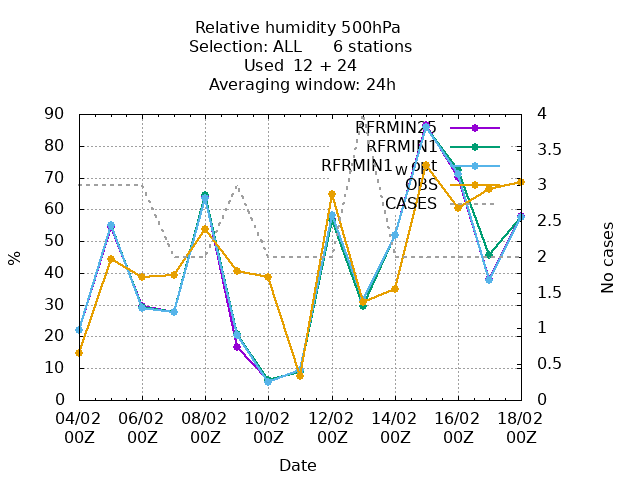 Relative humidity 500hPa
Selection: ALL 6 stations
Used 12 + 24
Averaging window: 24h
RFRMIN25
RFRMIN1
RFRMIN1wopt
OBS
CASES
%
90
80
70
60
50
40
30
20
10
0
No cases
4
3.5
3
2.5
2
1.5
1
0.5
0
04/02 06/02 08/02 10/02 12/02 14/02 16/02 18/02
00Z 00Z 00Z 00Z 00Z 00Z 00Z 00Z
Date